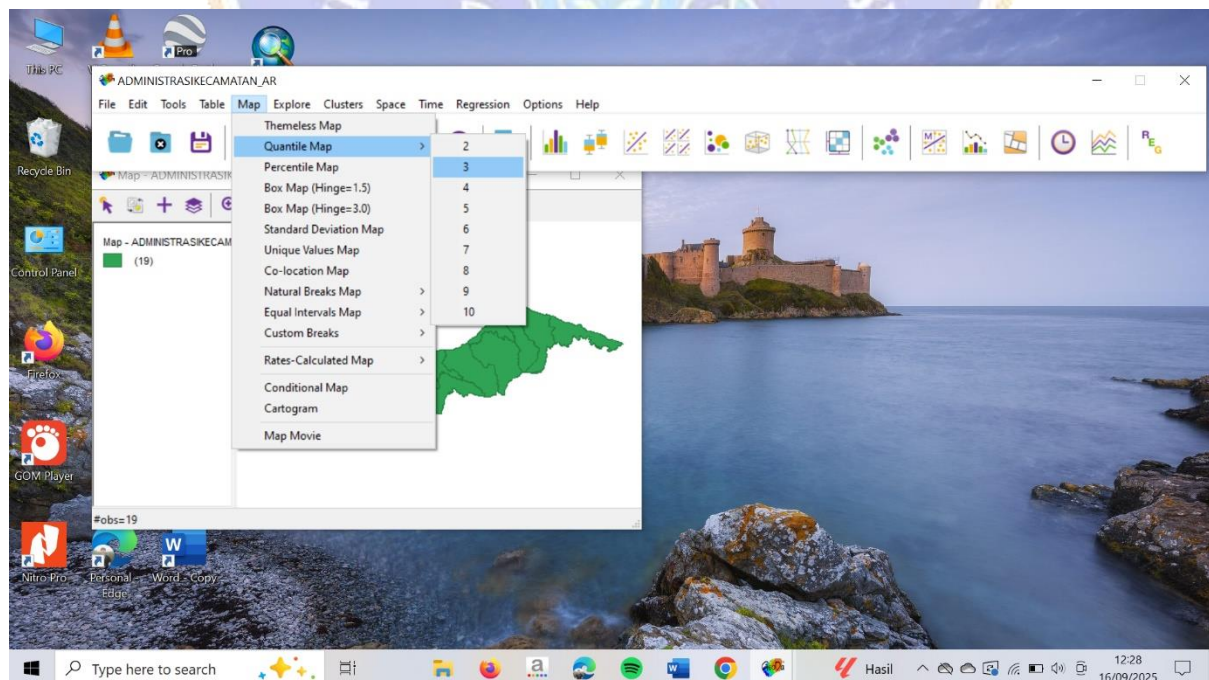 Pro
This PC
ADMINISTRASIKECAMATAN_AR
File Edit Tools Table Map Explore Clusters Space Time Regression Options Help
Themeless Map
Quantile Map
Percentile Map
Box Map (Hinge=1.5)
Box Map (Hinge=3.0)
Standard Deviation Map
Unique Values Map
Co-location Map
Natural Breaks Map
Equal Intervals Map
Custom Breaks
Rates-Calculated Map
Conditional Map
Cartogram
Map Movie
2
3
4
5
6
7
8
9
10
REG
Recycle Bin
Map - ADMINISTRASIK
Map - ADMINISTRASIKECAM
(19)
Control Panel
Firefox
GOM Player
#obs=19
Nitro Pro
W
Personal - Edge
Word - Copy
Type here to search
a
W
Hasil
12:28
16/09/2025